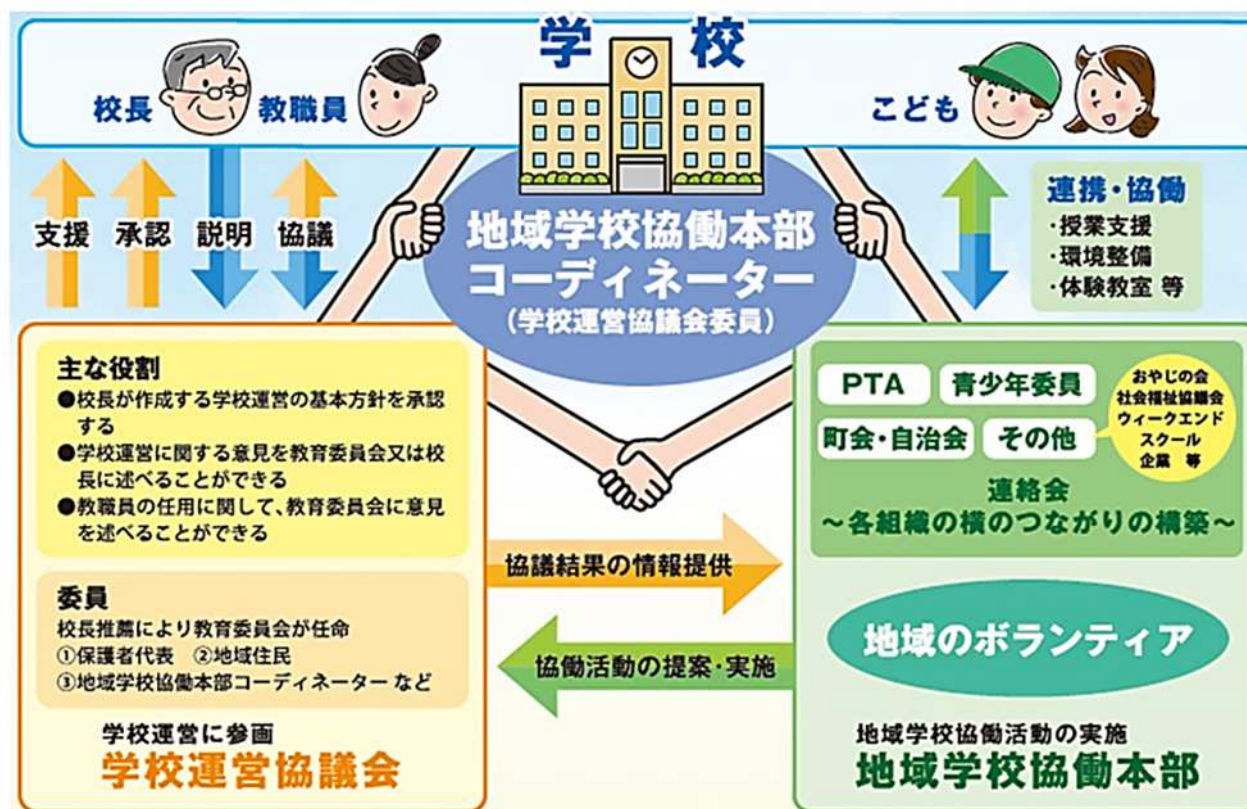 学校
校長
教職員
こども
支援
承認
説明
協議
地域学校協働本部
コーディネーター
(学校運営協議会委員)
連携・協働
・授業支援
・環境整備
・体験教室 等
主な役割
●校長が作成する学校運営の基本方針を承認
する
●学校運営に関する意見を教育委員会又は校
長に述べることができる
●教職員の任用に関して、教育委員会に意見
を述べることができる
委員
校長推薦により教育委員会が任命
①保護者代表 ②地域住民
③地域学校協働本部コーディネーター など
学校運営に参画
学校運営協議会
協議結果の情報提供
協働活動の提案・実施
PTA
青少年委員
町会・自治会
その他
おやじの会
社会福祉協議会
ウィークエンド
スクール
企業 等
連絡会
～各組織の横のつながりの構築～
地域のボランティア
地域学校協働活動の実施
地域学校協働本部